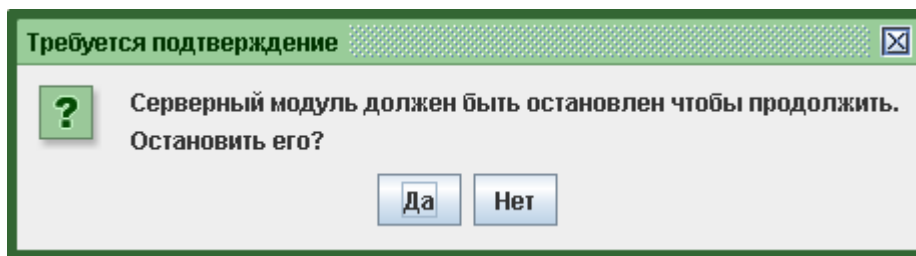 Требуется подтверждение
?
Серверный модуль должен быть остановлен чтобы продолжить.
Остановить его?
Да
Нет